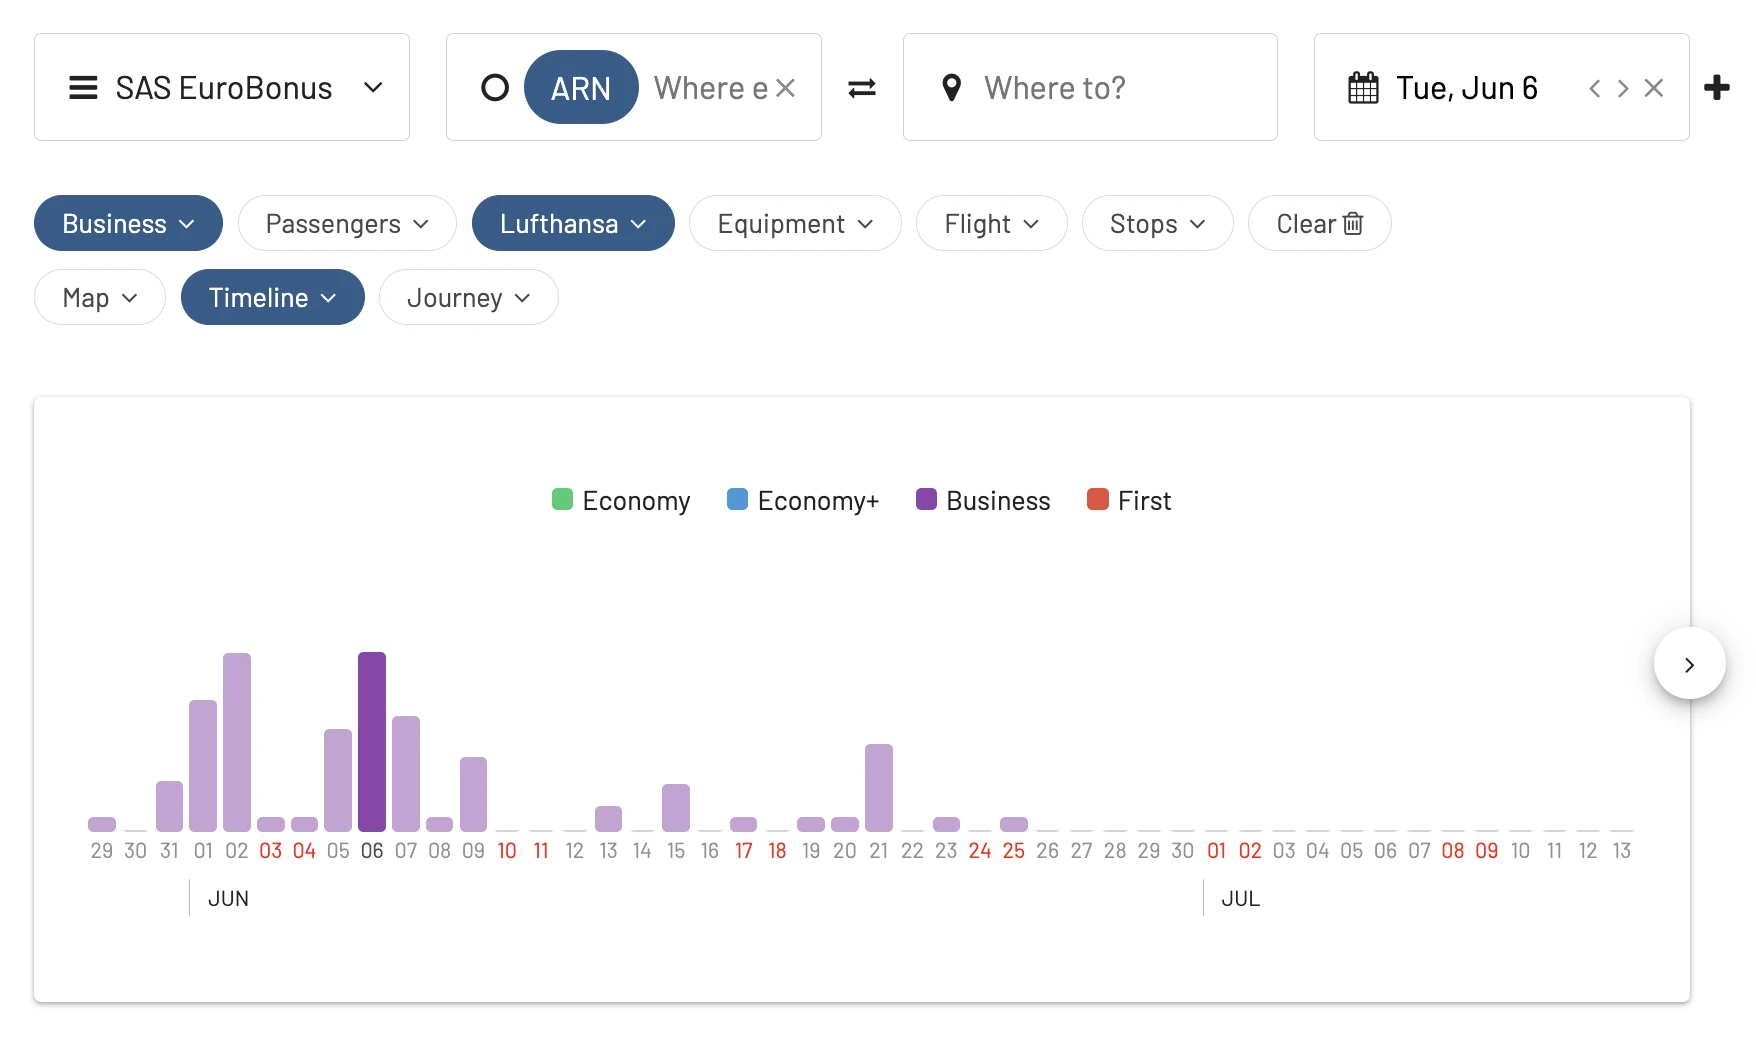 SAS EuroBonus ARN Where e Where to? Tue, Jun 6
Business Passengers Lufthansa Equipment Flight Stops Clear
Map Timeline Journey
Economy Economy+ Business First
29 30 31 01 02 03 04 05 06 07 08 09 10 11 12 13 14 15 16 17 18 19 20 21 22 23 24 25 26 27 28 29 30 01 02 03 04 05 06 07 08 09 10 11 12 13
JUN JUL